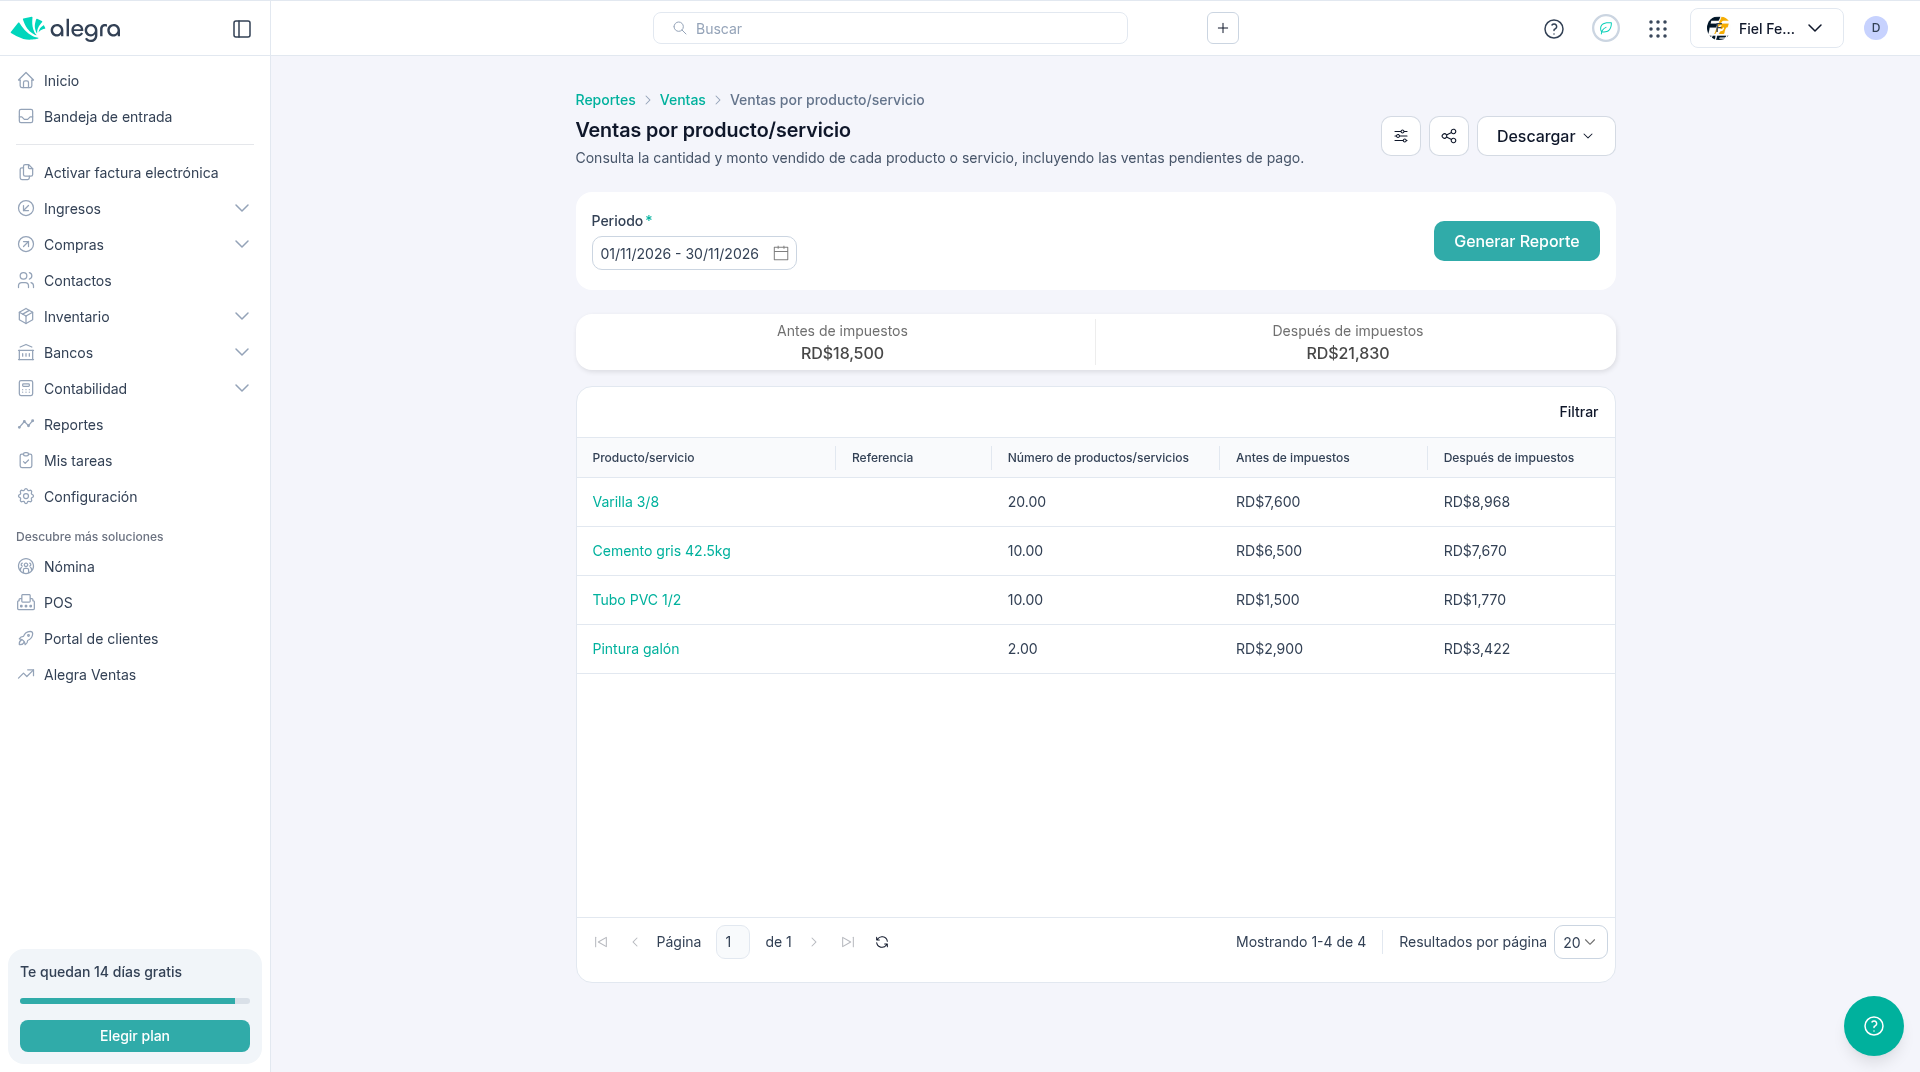 alegra
Buscar
Fiel Fe...
D
Inicio
Bandeja de entrada
Activar factura electrónica
Ingresos
Compras
Contactos
Inventario
Bancos
Contabilidad
Reportes
Mis tareas
Configuración
Descubre más soluciones
Nómina
POS
Portal de clientes
Alegra Ventas
Te quedan 14 días gratis
Elegir plan
Reportes > Ventas > Ventas por producto/servicio
Ventas por producto/servicio
Consulta la cantidad y monto vendido de cada producto o servicio, incluyendo las ventas pendientes de pago.
Descargar
Periodo*
01/11/2026 - 30/11/2026
Generar Reporte
Antes de impuestos
RD$18,500
Después de impuestos
RD$21,830
Filtrar
Producto/servicio Referencia Número de productos/servicios Antes de impuestos Después de impuestos
Varilla 3/8 20.00 RD$7,600 RD$8,968
Cemento gris 42.5kg 10.00 RD$6,500 RD$7,670
Tubo PVC 1/2 10.00 RD$1,500 RD$1,770
Pintura galón 2.00 RD$2,900 RD$3,422
Página 1 de 1 Mostrando 1-4 de 4 Resultados por página 20